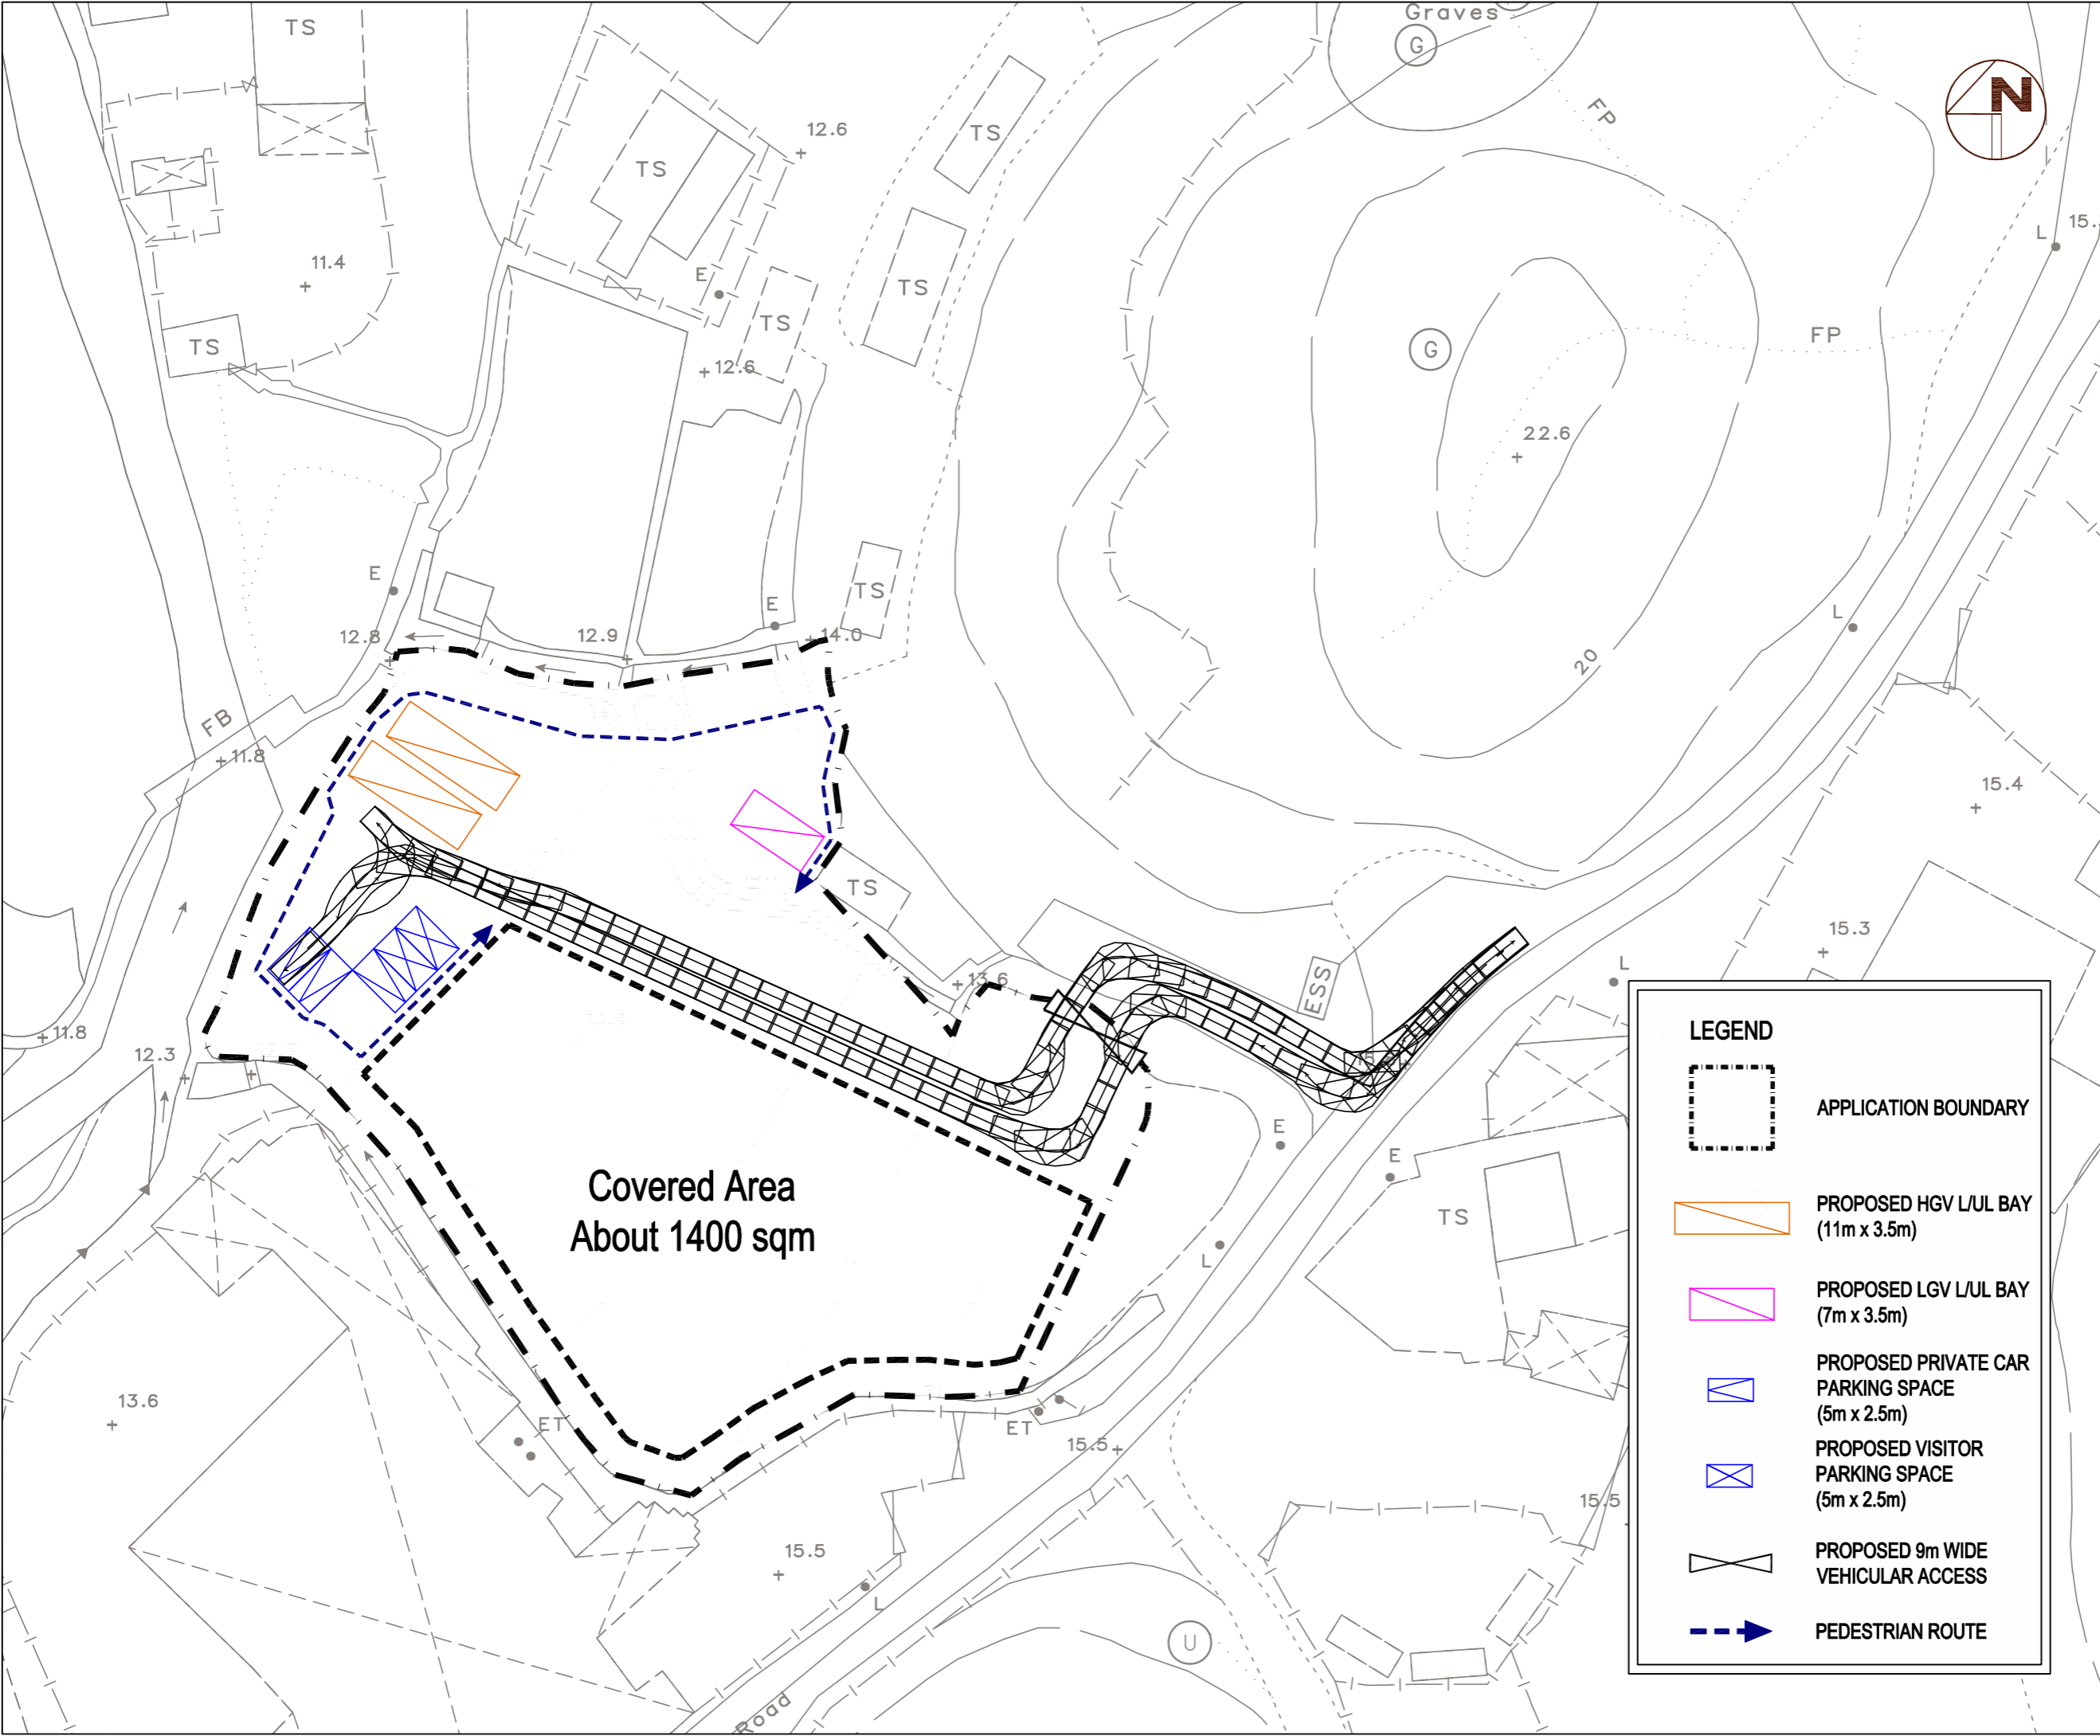 Graves
G
TS
N
FP
12.6
TS
TS
L
15.
11.4
E
TS
TS
FP
TS
G
12.6
22.6
E
TS
E
L
12.8
12.9
14.0
20
FB
11.8
15.4
TS
15.3
13.6
ESS
L
11.8
12.3
E
E
Covered Area
About 1400 sqm
TS
L
13.6
ET
ET
15.5
15.5
15.5
L
U
Road
LEGEND
APPLICATION BOUNDARY
PROPOSED HGV L/UL BAY
(11m x 3.5m)
PROPOSED LGV L/UL BAY
(7m x 3.5m)
PROPOSED PRIVATE CAR
PARKING SPACE
(5m x 2.5m)
PROPOSED VISITOR
PARKING SPACE
(5m x 2.5m)
PROPOSED 9m WIDE
VEHICULAR ACCESS
PEDESTRIAN ROUTE